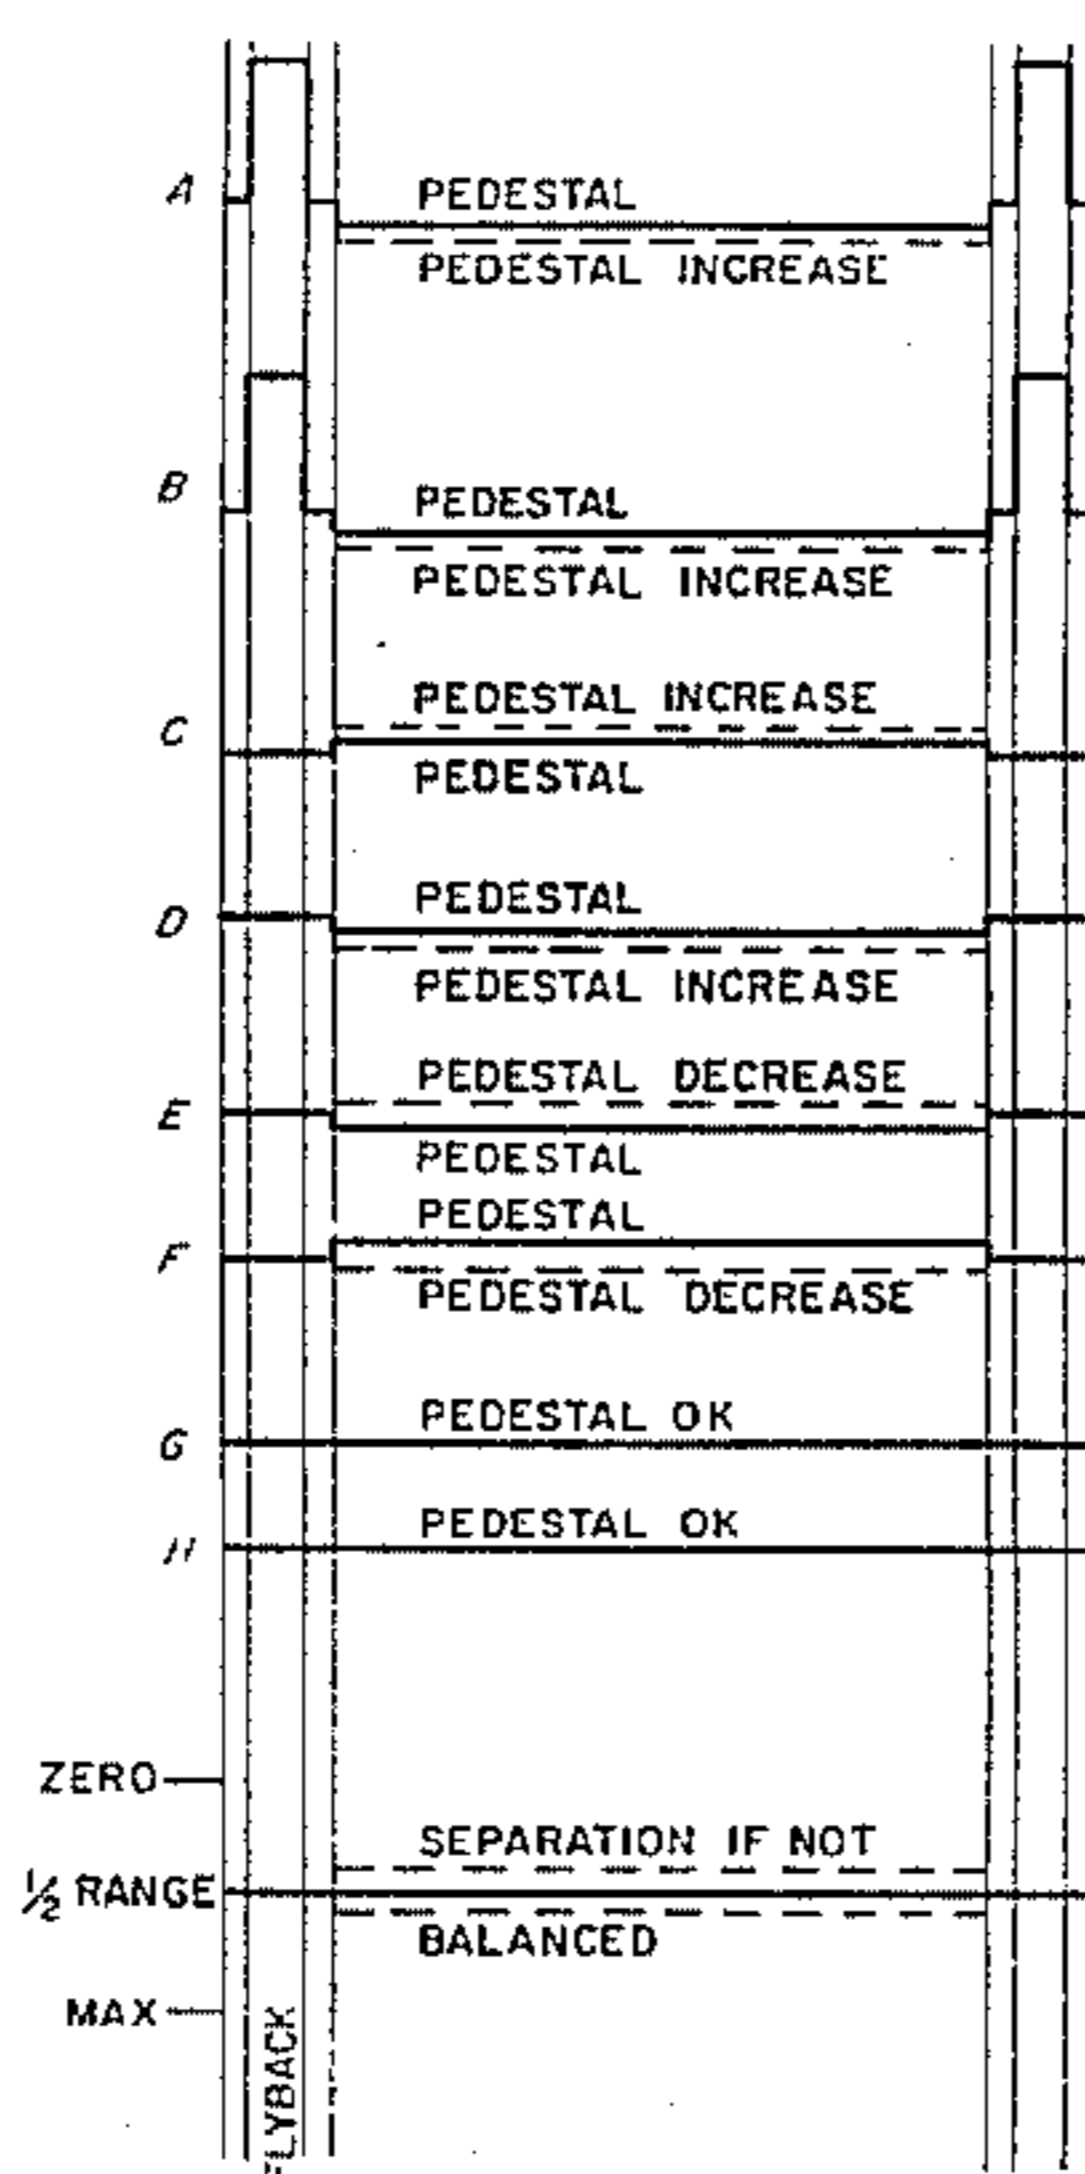 A
PEDESTAL
PEDESTAL INCREASE
B
PEDESTAL
PEDESTAL INCREASE
PEDESTAL INCREASE
C
PEDESTAL
PEDESTAL
D
PEDESTAL INCREASE
PEDESTAL DECREASE
E
PEDESTAL
PEDESTAL
F
PEDESTAL DECREASE
PEDESTAL OK
G
PEDESTAL OK
H
ZERO
SEPARATION IF NOT
½ RANGE
BALANCED
MAX
FLYBACK